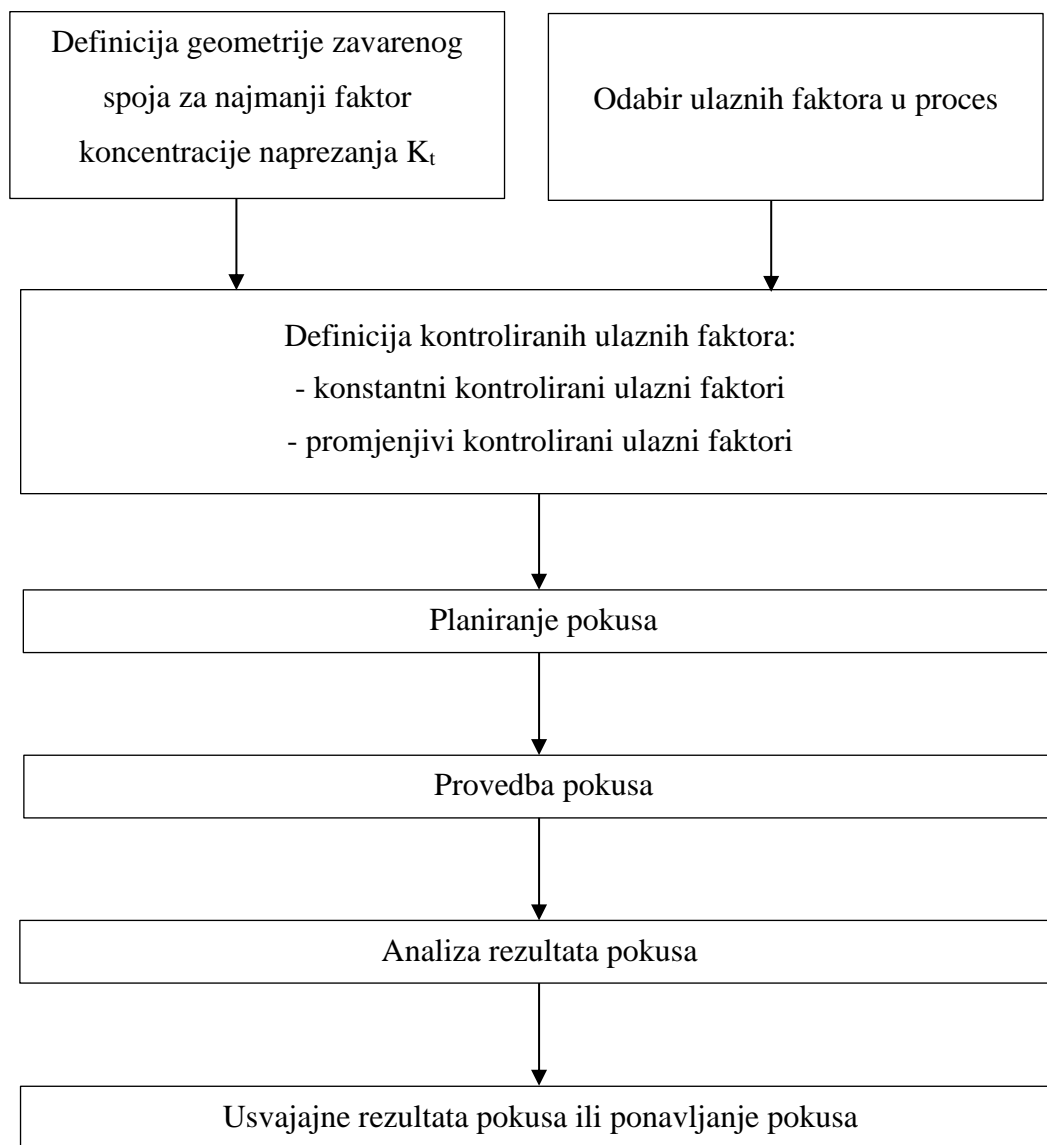 Definicija geometrije zavarenog
spoja za najmanji faktor
koncentracije naprezanja Kₜ
Odabir ulaznih faktora u proces
Definicija kontroliranih ulaznih faktora:
- konstantni kontrolirani ulazni faktori
- promjenjivi kontrolirani ulazni faktori
Planiranje pokusa
Provedba pokusa
Analiza rezultata pokusa
Usvajajne rezultata pokusa ili ponavljanje pokusa